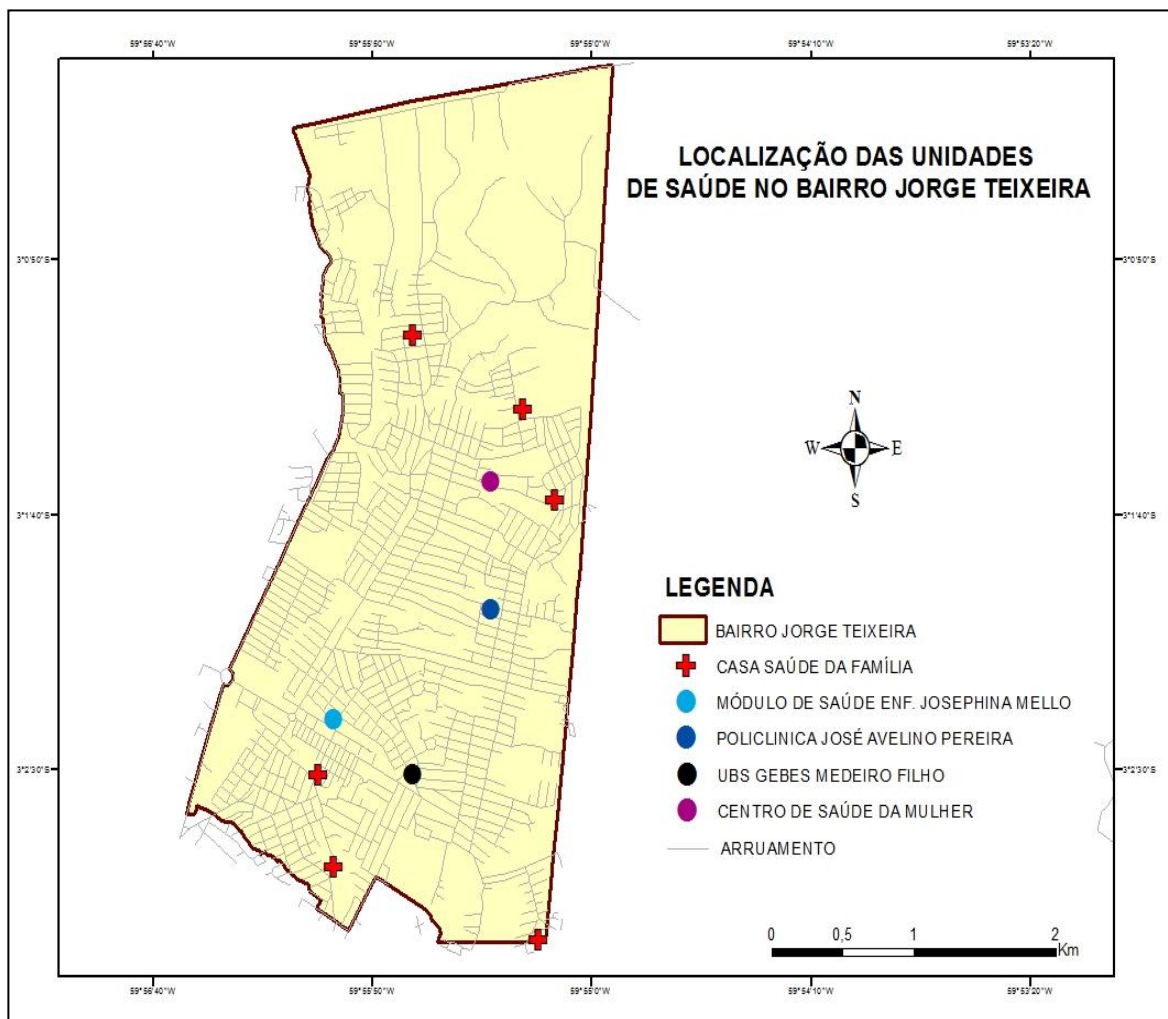 59°56'40"W 59°55'50"W 59°55'0"W 59°54'10"W 59°53'20"W
LOCALIZAÇÃO DAS UNIDADES
DE SAÚDE NO BAIRRO JORGE TEIXEIRA
3°0'50"S 3°0'50"S
N
W E
S
3°1'40"S 3°1'40"S
LEGENDA
BAIRRO JORGE TEIXEIRA
CASA SAÚDE DA FAMÍLIA
MÓDULO DE SAÚDE ENF. JOSEPHINA MELLO
POLICLINICA JOSÉ AVELINO PEREIRA
3°2'30"S 3°2'30"S
UBS GEBES MEDEIRO FILHO
CENTRO DE SAÚDE DA MULHER
ARRUAMENTO
0 0,5 1 2
Km
59°56'40"W 59°55'50"W 59°55'0"W 59°54'10"W 59°53'20"W